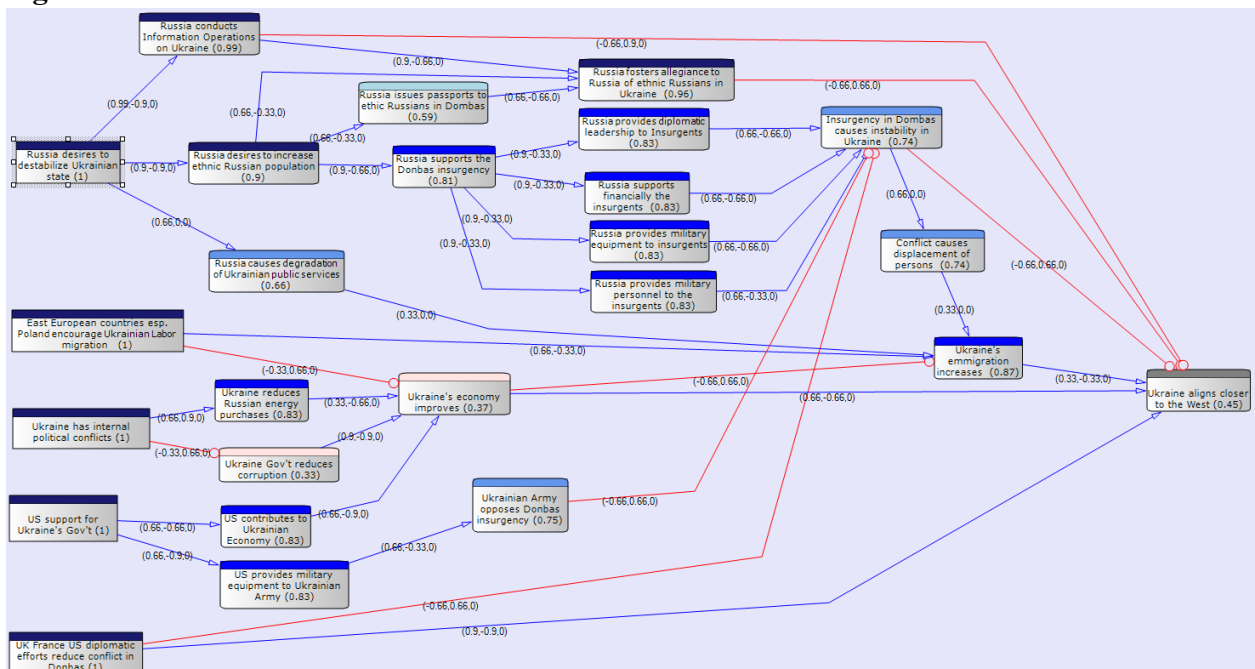 Russia conducts
Information Operations
on Ukraine (0.99)
(-0.66,0.9,0)
(0.9,-0.66,0)
Russia fosters allegiance to
Russia of ethnic Russians in
Ukraine (0.96)
(-0.66,0.66,0)
(0.99,-0.9,0)
(0.66,-0.33,0)
Russia issues passports to
ethic Russians in Dombas
(0.59)
(0.66,-0.66,0)
Russia provides diplomatic
leadership to Insurgents
(0.83)
(0.66,-0.66,0)
Insurgency in Dombas
causes instability in
Ukraine (0.74)
(0.66,-0.33,0)
Russia desires to
destabilize Ukrainian
state (1)
(0.9,-0.9,0)
Russia desires to increase
ethnic Russian population
(0.9)
(0.9,-0.66,0)
Russia supports the
Donbas insurgency
(0.81)
(0.9,-0.33,0)
(0.9,-0.33,0)
Russia supports
financially the
insurgents (0.83)
(0.66,-0.66,0)
(0.66,0,0)
(0.66,0,0)
(0.9,-0.33,0)
(0.9,-0.33,0)
Russia provides military
equipment to insurgents
(0.83)
(0.66,-0.66,0)
Conflict causes
displacement of
persons (0.74)
(-0.66,0.66,0)
Russia causes degradation
of Ukrainian public services
(0.66)
Russia provides military
personnel to the
insurgents (0.83)
(0.66,-0.33,0)
(0.33,0,0)
(0.33,0,0)
East European countries esp.
Poland encourage Ukrainian Labor
migration (1)
(0.66,-0.33,0)
Ukraine's
emmigration
increases (0.87)
(-0.33,0.66,0)
(-0.66,0.66,0)
(0.33,-0.33,0)
Ukraine reduces
Russian energy
purchases (0.83)
(0.33,-0.66,0)
Ukraine's economy
improves (0.37)
(0.66,-0.66,0)
Ukraine aligns closer
to the West (0.45)
Ukraine has internal
political conflicts (1)
(0.66,0.9,0)
(-0.33,0.66,0)
(0.9,-0.9,0)
Ukraine Gov't reduces
corruption (0.33)
US support for
Ukraine's Gov't (1)
(0.66,-0.66,0)
US contributes to
Ukrainian
Economy (0.83)
(0.66,-0.9,0)
Ukrainian Army
opposes Donbas
insurgency (0.75)
(-0.66,0.66,0)
(0.66,-0.9,0)
(0.66,-0.33,0)
US provides military
equipment to Ukrainian
Army (0.83)
(-0.66,0.66,0)
(0.9,-0.9,0)
UK France US diplomatic
efforts reduce conflict in
Donbas (1)